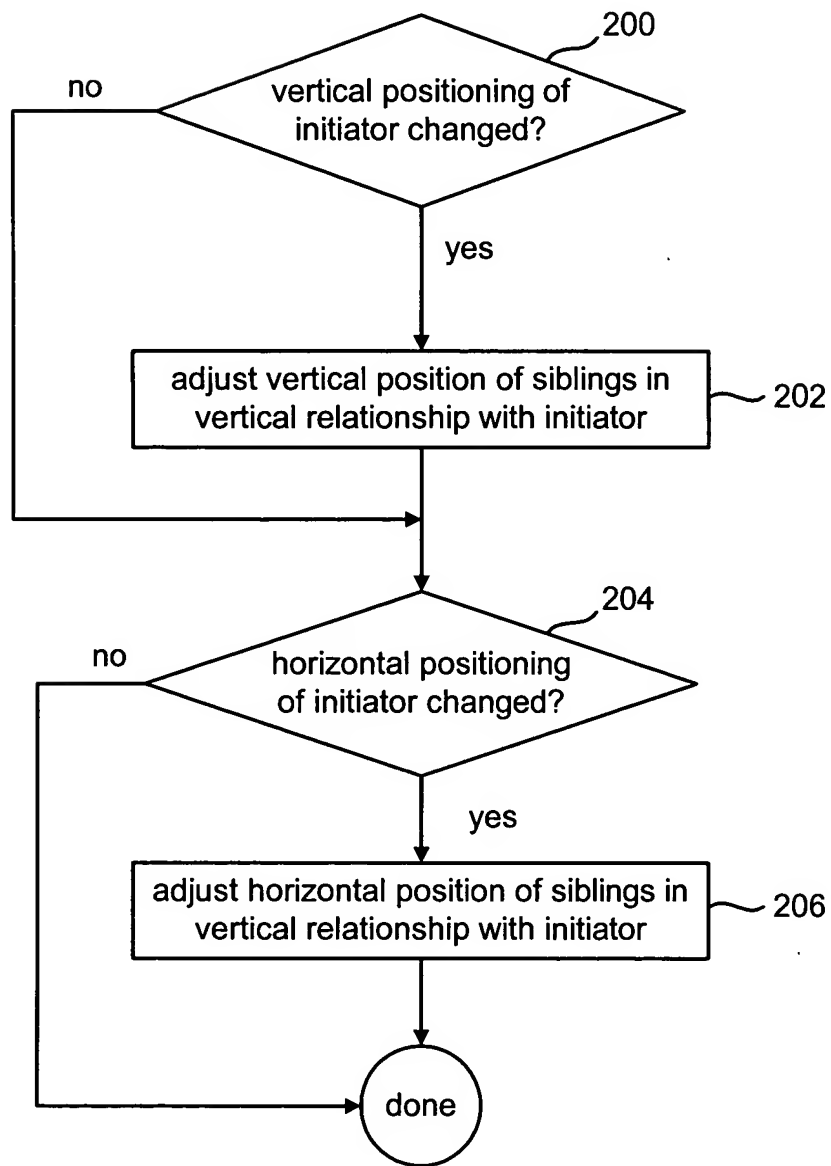 200
no
vertical positioning of
initiator changed?
yes
adjust vertical position of siblings in
vertical relationship with initiator
202
204
no
horizontal positioning
of initiator changed?
yes
adjust horizontal position of siblings in
vertical relationship with initiator
206
done